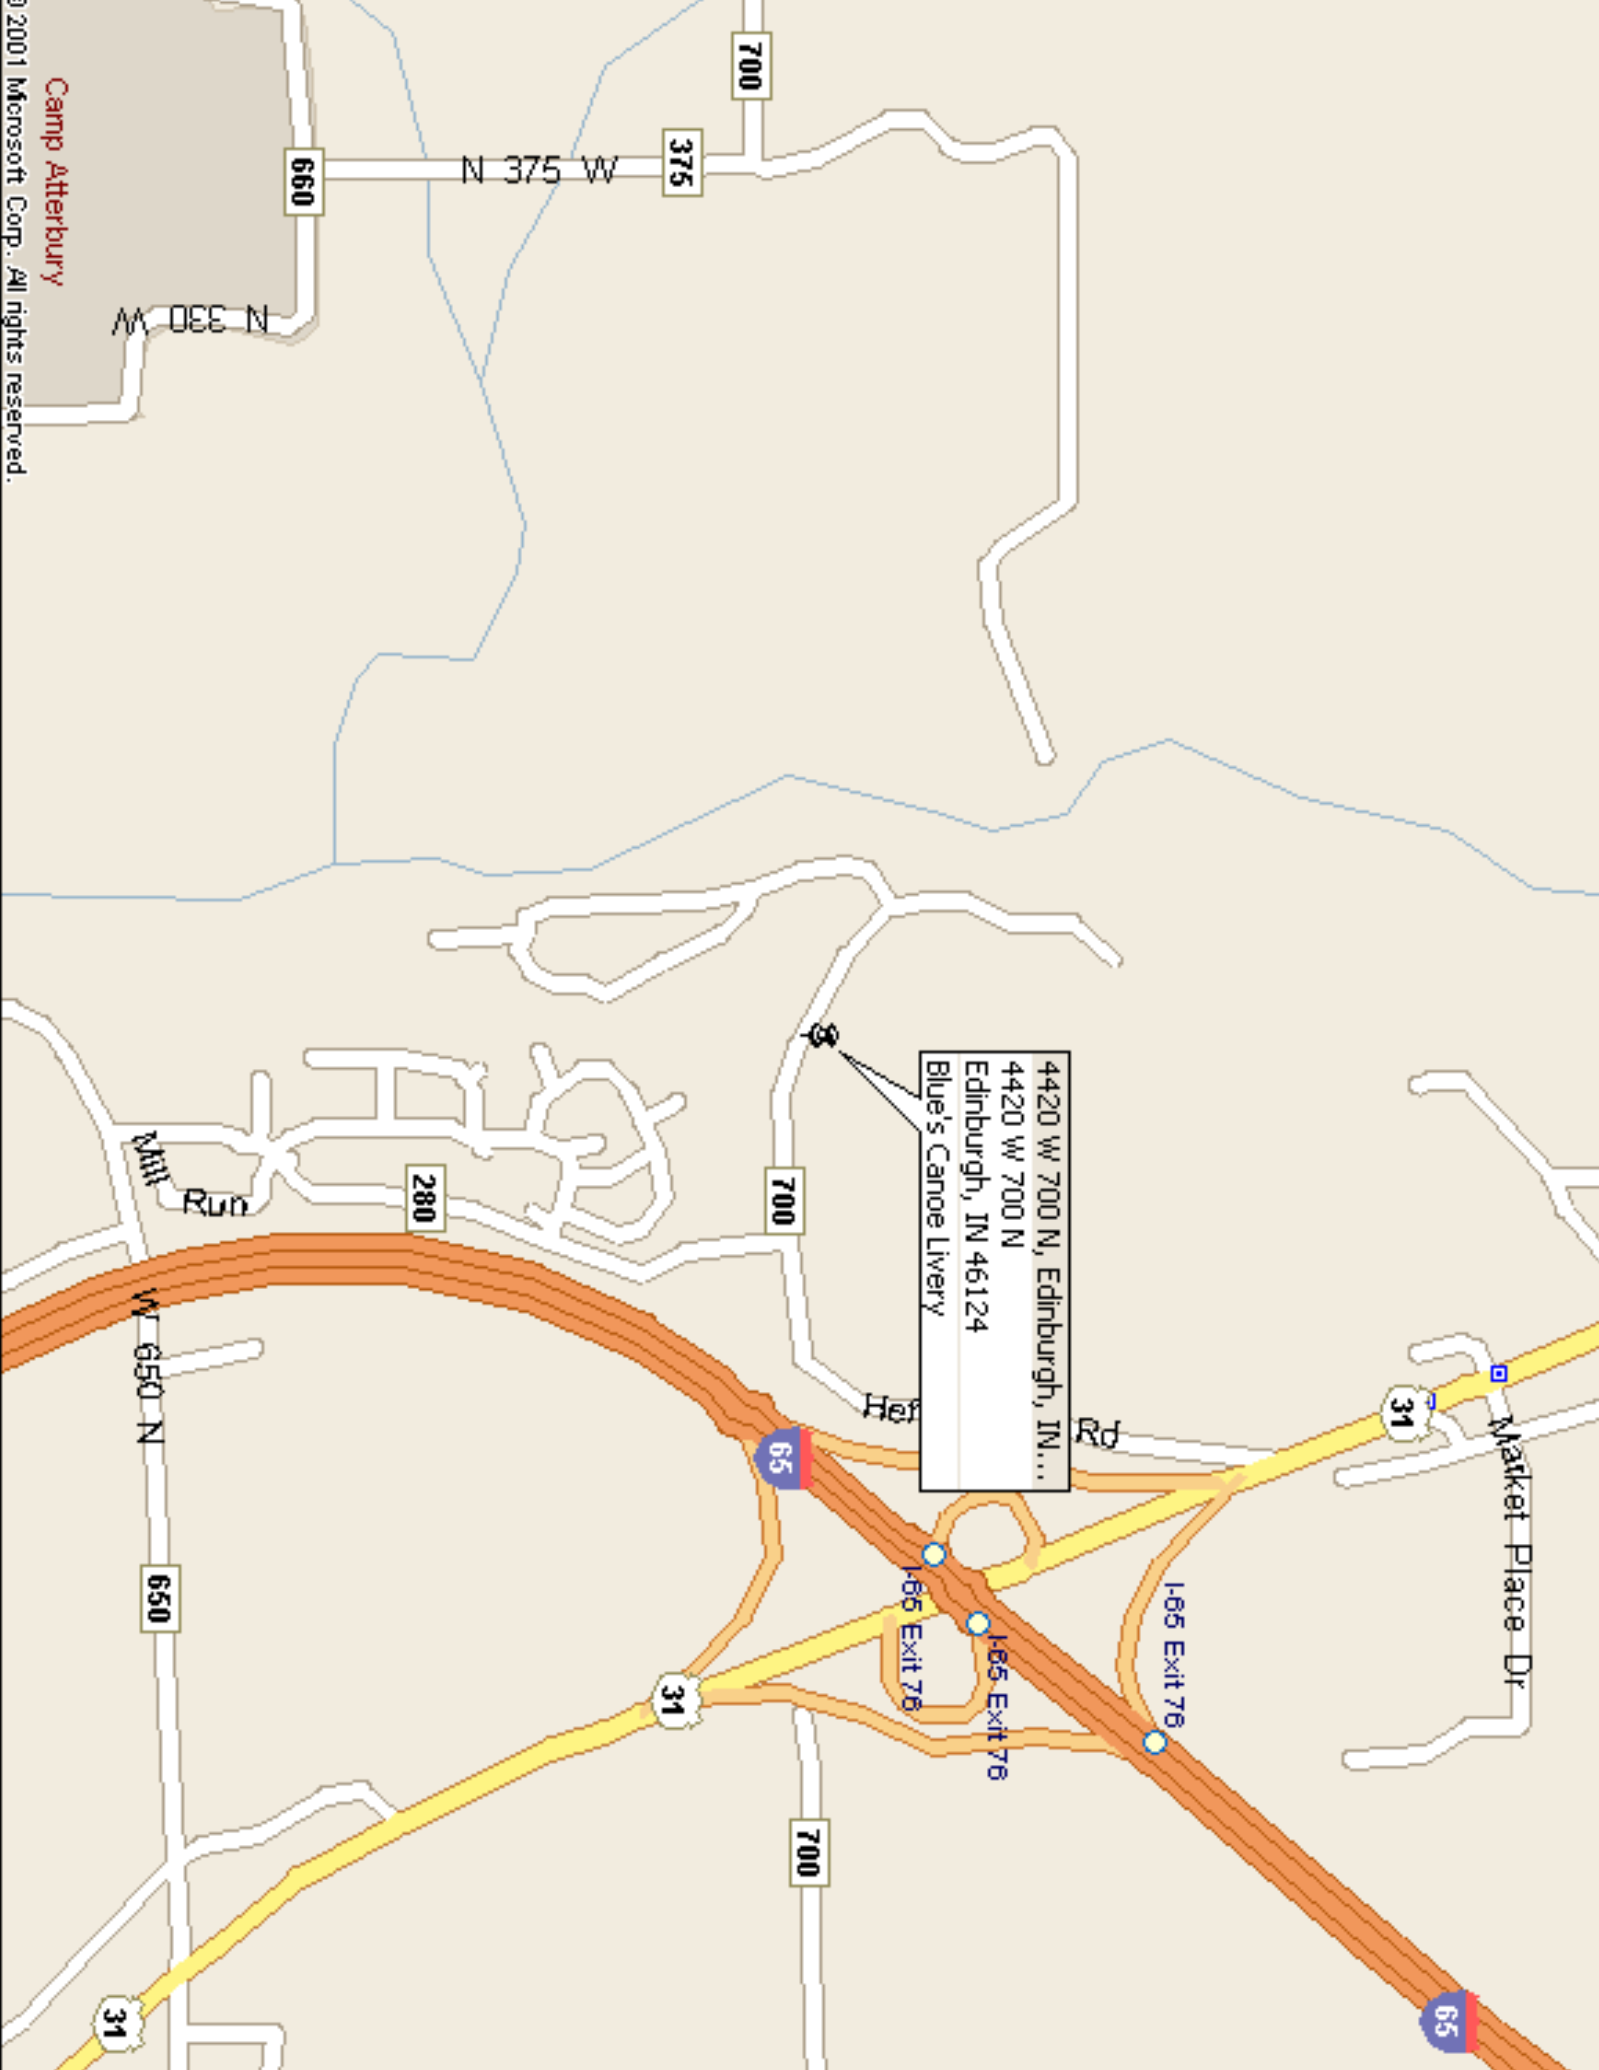 Market Place Dr
31
I-65 Exit 76
65
4420 W 700 N, Edinburgh, IN...
4420 W 700 N
Edinburgh, IN 46124
Blue's Canoe Livery
Rd
I-65 Exit 76
I-65 Exit 76
700
375
N 375 W
700
65
700
31
660
N 330 W
280
Run
Mill
W 650 N
650
31
Camp Atterbury
2001 Microsoft Corp. All rights reserved.